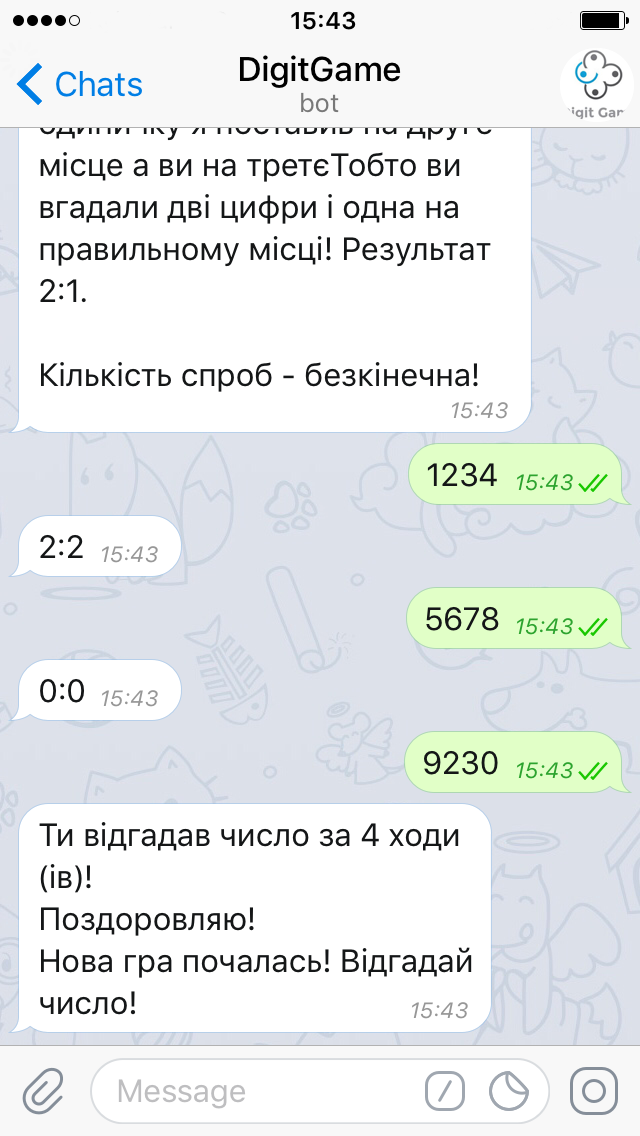 15:43
Chats
DigitGame
bot
місце а ви на третєТобто ви
вгадали дві цифри і одна на
правильному місці! Результат
2:1.
Кількість спроб - безкінечна!
15:43
1234 15:43
2:2 15:43
5678 15:43
0:0 15:43
9230 15:43
Ти відгадав число за 4 ходи
(ів)!
Поздоровляю!
Нова гра почалась! Відгадай
число!
15:43
Message